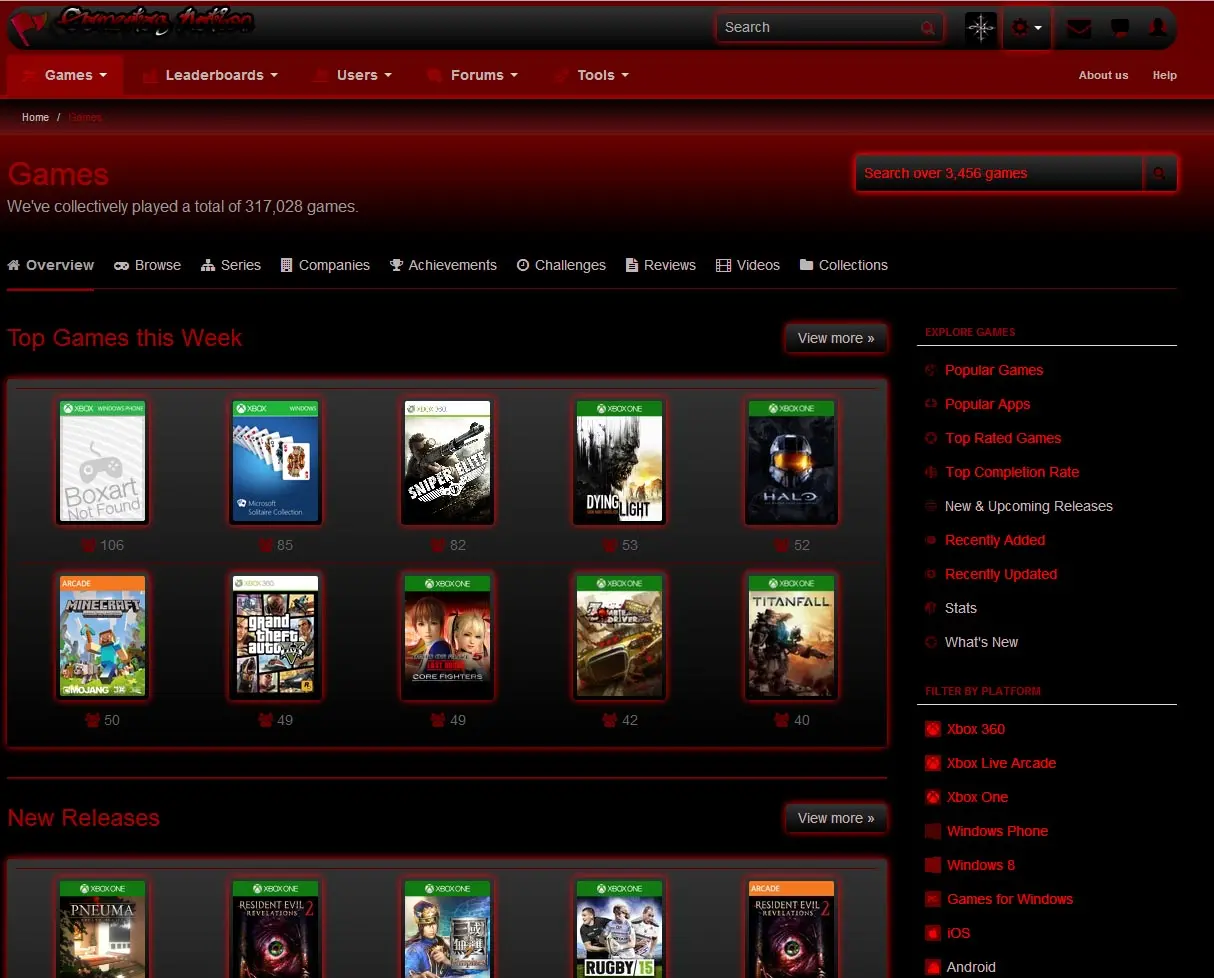 Search
Games
Leaderboards
Users
Forums
Tools
About us
Help
Home / Games
Games
We've collectively played a total of 317,028 games.
Search over 3,456 games
Overview
Browse
Series
Companies
Achievements
Challenges
Reviews
Videos
Collections
Top Games this Week
View more »
XBOX WINDOWS PHONE
Boxart
Not Found
106
XBOX WINDOWS
Microsoft
Solitaire Collection
85
XBOX 360
SNIPER ELITE
82
XBOX ONE
DYING LIGHT
53
XBOX ONE
HALO
52
ARCADE
MINECRAFT
MOJANG
50
XBOX 360
grand
theft
auto V
49
XBOX ONE
LAST ROUND
CORE FIGHTERS
49
XBOX ONE
ZOMBIE
DRIVER
42
XBOX ONE
TITANFALL
40
New Releases
View more »
XBOX ONE
PNEUMA
XBOX ONE
RESIDENT EVIL
REVELATIONS 2
XBOX ONE
XBOX ONE
RUGBY 15
ARCADE
RESIDENT EVIL
REVELATIONS 2
EXPLORE GAMES
Popular Games
Popular Apps
Top Rated Games
Top Completion Rate
New & Upcoming Releases
Recently Added
Recently Updated
Stats
What's New
FILTER BY PLATFORM
Xbox 360
Xbox Live Arcade
Xbox One
Windows Phone
Windows 8
Games for Windows
iOS
Android